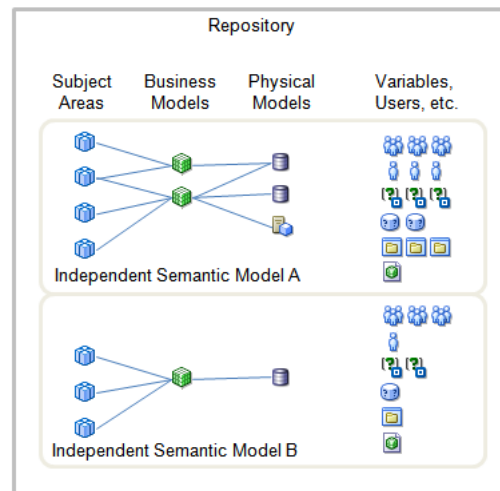 Repository
Subject Areas
Business Models
Physical Models
Variables, Users, etc.
Independent Semantic Model A
Independent Semantic Model B